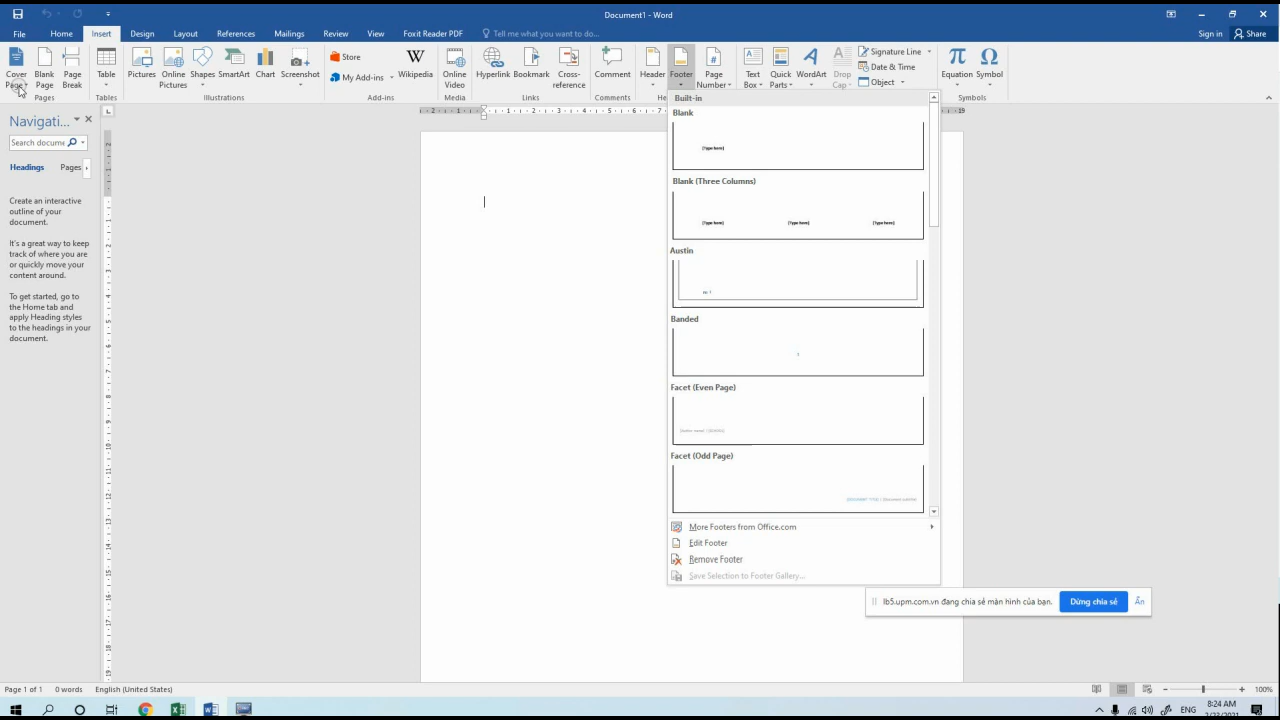 Document1 - Word
File Home Insert Design Layout References Mailings Review View Foxit Reader PDF Tell me what you want to do... Sign in Share
Cover Page
Blank Page
Page Break
Table
Pictures
Online Pictures
Shapes
SmartArt
Chart
Screenshot
Store
My Add-ins
Wikipedia
Online Video
Hyperlink
Bookmark
Cross-reference
Comment
Header
Footer
Page Number
Text Box
Quick Parts
WordArt
Drop Cap
Signature Line
Date & Time
Object
Equation
Symbol
Pages Tables Illustrations Add-ins Media Links Comments Symbols
Navigati...
Search docume
Headings Pages
Create an interactive
outline of your
document.
It's a great way to keep
track of where you are
or quickly move your
content around.
To get started, go to
the Home tab and
apply Heading styles
to the headings in your
document.
Built-in
Blank
[Type here]
Blank (Three Columns)
[Type here] [Type here] [Type here]
Austin
Banded
Facet (Even Page)
Facet (Odd Page)
[DOCUMENT TITLE] | [Document subtitle]
More Footers from Office.com
Edit Footer
Remove Footer
Save Selection to Footer Gallery...
lb5.upm.com.vn đang chia sẻ màn hình của bạn.
Dừng chia sẻ
Ẩn
Page 1 of 1 0 words English (United States) 100%
ENG
8:24 AM